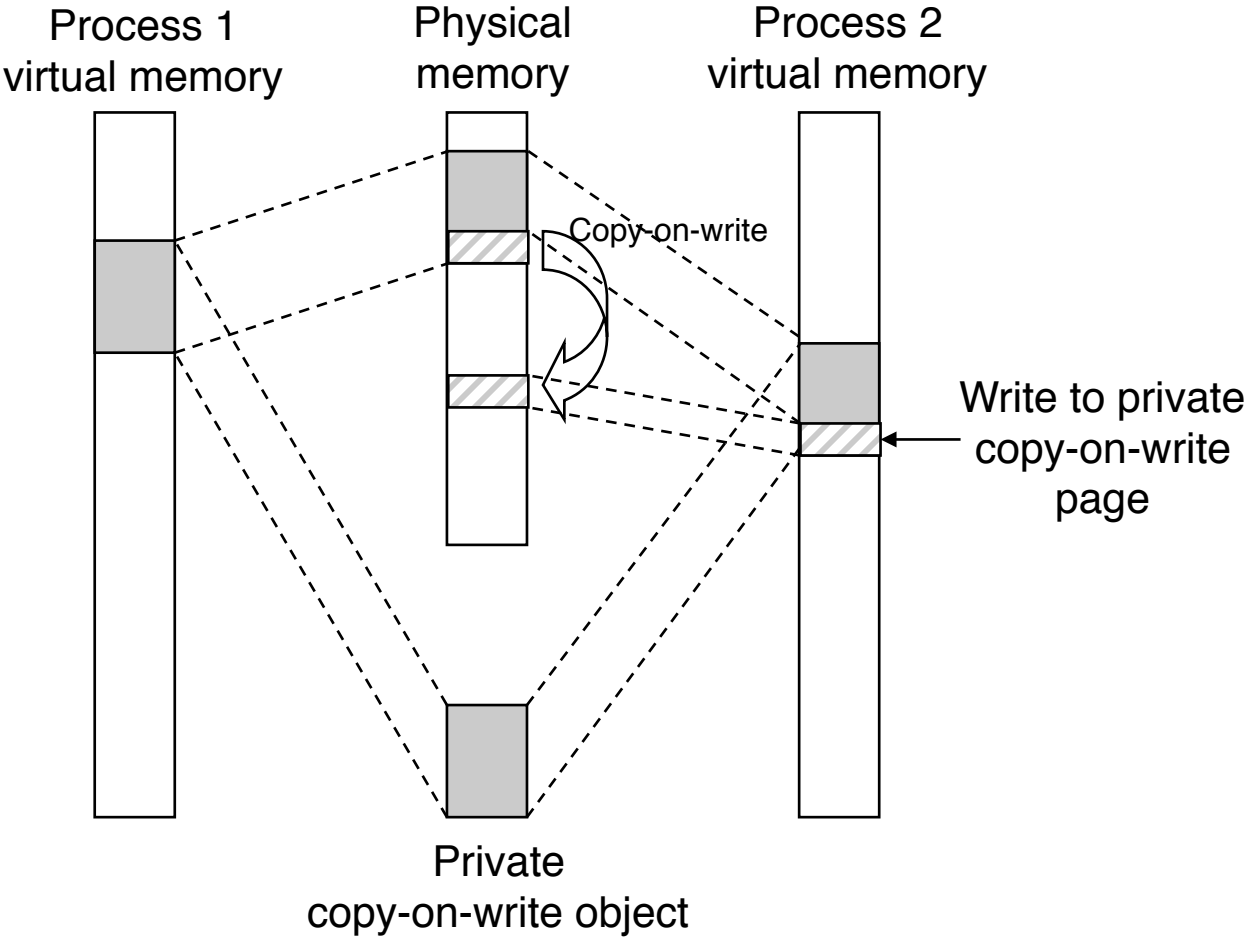 Process 1
virtual memory
Physical
memory
Process 2
virtual memory
Copy-on-write
Write to private
copy-on-write
page
Private
copy-on-write object